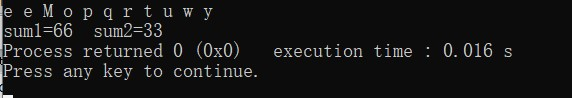 e e M o p q r t u w y
sum1=66  sum2=33
Process returned 0 (0x0)   execution time : 0.016 s
Press any key to continue.